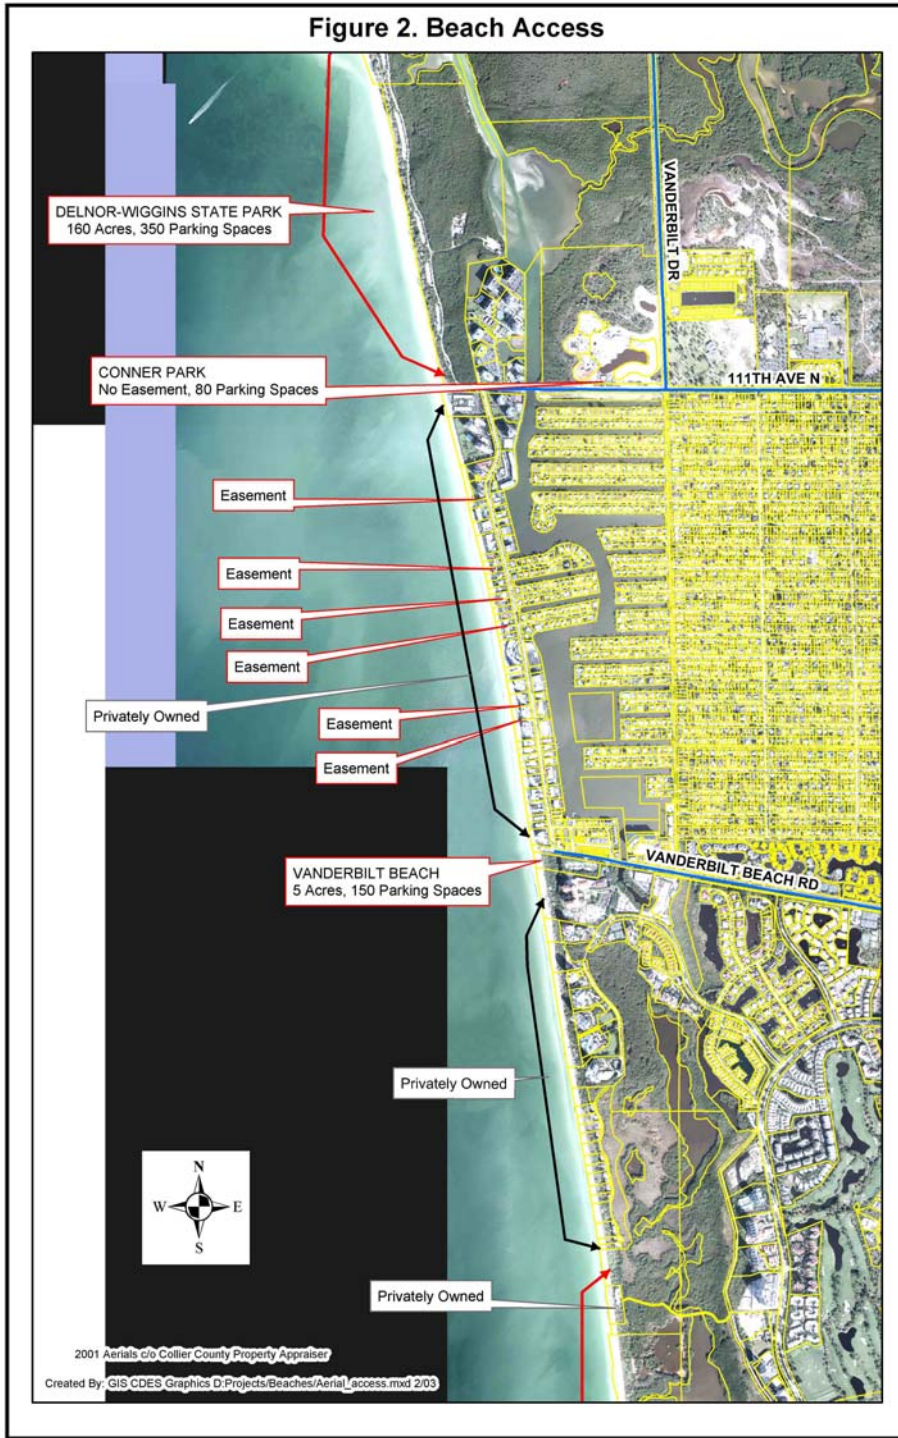 Figure 2. Beach Access
DELNOR-WIGGINS STATE PARK
160 Acres, 350 Parking Spaces
VANDERBILT DR
CONNER PARK
No Easement, 80 Parking Spaces
111TH AVE N
Easement
Easement
Easement
Easement
Privately Owned
Easement
Easement
VANDERBILT BEACH
5 Acres, 150 Parking Spaces
VANDERBILT BEACH RD
Privately Owned
N
W
E
S
Privately Owned
2001 Aerials c/o Collier County Property Appraiser
Created By: GIS CDES Graphics D:Projects/Beaches/Aerial_access.mxd 2/03